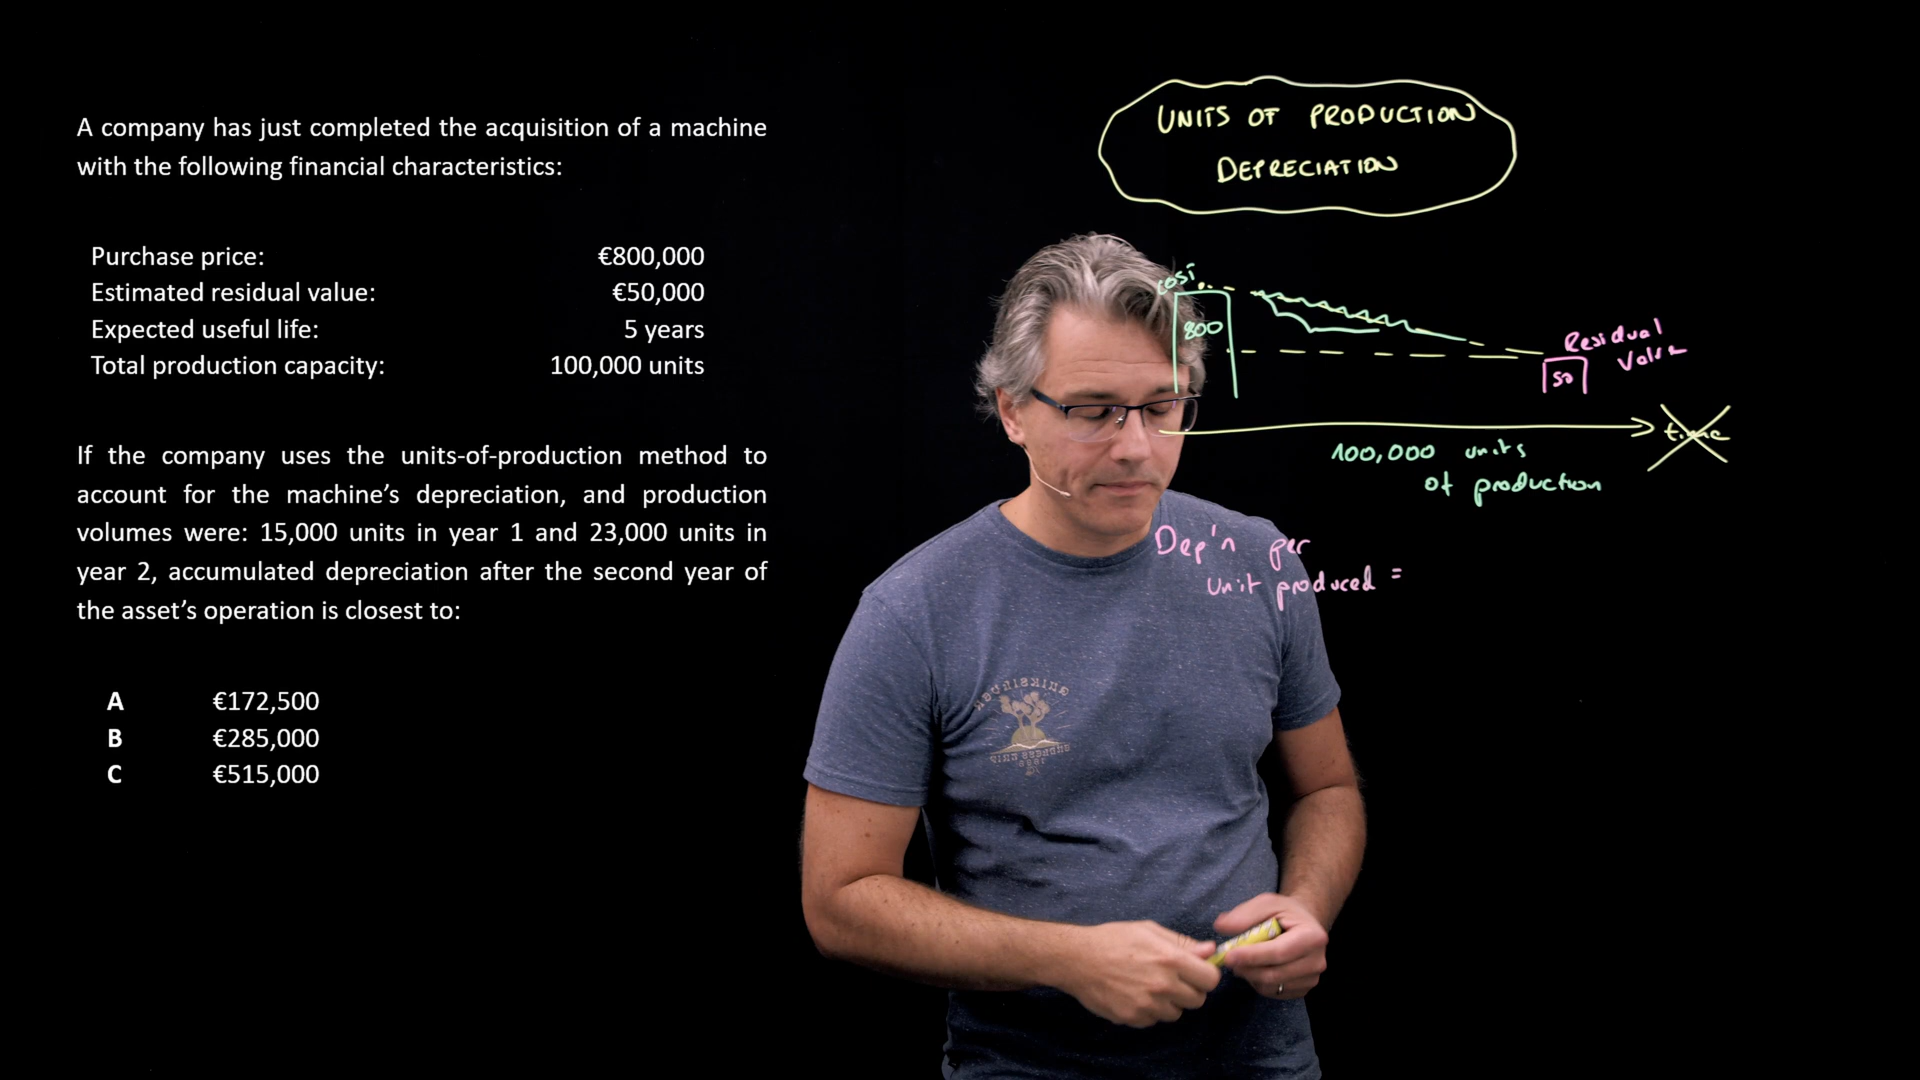 A company has just completed the acquisition of a machine
with the following financial characteristics:
Purchase price: €800,000
Estimated residual value: €50,000
Expected useful life: 5 years
Total production capacity: 100,000 units
If the company uses the units-of-production method to
account for the machine's depreciation, and production
volumes were: 15,000 units in year 1 and 23,000 units in
year 2, accumulated depreciation after the second year of
the asset's operation is closest to:
A €172,500
B €285,000
C €515,000
UNITS OF PRODUCTION
DEPRECIATION
cost
800
Residual
Value
50
time
100,000 units
of production
Dep'n per
Unit produced =